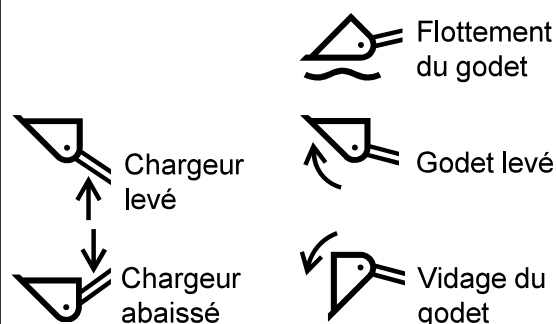 Flottement
du godet
Chargeur
levé
Godet levé
Chargeur
abaissé
Vidage du
godet